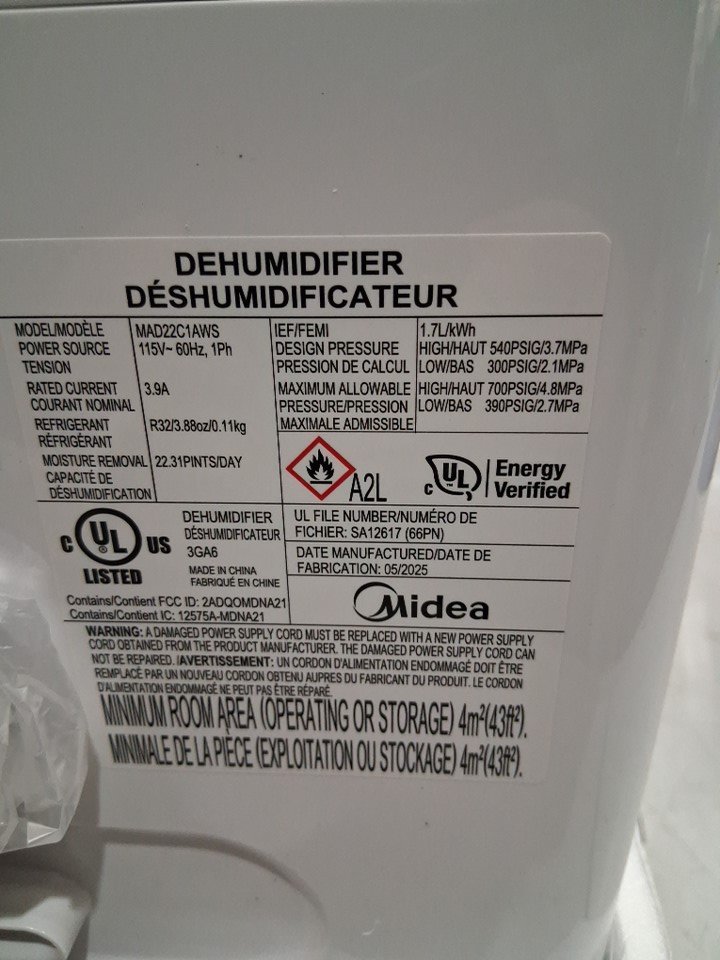 DEHUMIDIFIER
DÉSHUMIDIFICATEUR
MODEL/MODÈLE MAD22C1AWS
POWER SOURCE 115V~ 60Hz, 1Ph
TENSION
RATED CURRENT 3.9A
COURANT NOMINAL
REFRIGERANT R32/3.88oz/0.11kg
RÉFRIGÉRANT
MOISTURE REMOVAL 22.31PINTS/DAY
CAPACITÉ DE
DÉSHUMIDIFICATION
IEF/FEMI 1.7L/kWh
DESIGN PRESSURE HIGH/HAUT 540PSIG/3.7MPa
PRESSION DE CALCUL LOW/BAS 300PSIG/2.1MPa
MAXIMUM ALLOWABLE HIGH/HAUT 700PSIG/4.8MPa
PRESSURE/PRESSION LOW/BAS 390PSIG/2.7MPa
MAXIMALE ADMISSIBLE
A2L
C UL Energy
Verified
C UL US
®
LISTED
DEHUMIDIFIER
DÉSHUMIDIFICATEUR
3GA6
MADE IN CHINA
FABRIQUÉ EN CHINE
UL FILE NUMBER/NUMÉRO DE
FICHIER: SA12617 (66PN)
DATE MANUFACTURED/DATE DE
FABRICATION: 05/2025
Contains/Contient FCC ID: 2ADQOMDNA21
Contains/Contient IC: 12575A-MDNA21
Midea
WARNING: A DAMAGED POWER SUPPLY CORD MUST BE REPLACED WITH A NEW POWER SUPPLY
CORD OBTAINED FROM THE PRODUCT MANUFACTURER. THE DAMAGED POWER SUPPLY CORD CAN
NOT BE REPAIRED. /AVERTISSEMENT: UN CORDON D'ALIMENTATION ENDOMMAGÉ DOIT ÊTRE
REMPLACÉ PAR UN NOUVEAU CORDON OBTENU AUPRES DU FABRICANT DU PRODUIT. LE CORDON
D'ALIMENTATION ENDOMMAGÉ NE PEUT PAS ÊTRE RÉPARÉ.
MINIMUM ROOM AREA (OPERATING OR STORAGE) 4m²(43ft²).
MINIMALE DE LA PIÈCE (EXPLOITATION OU STOCKAGE) 4m²(43ft²).